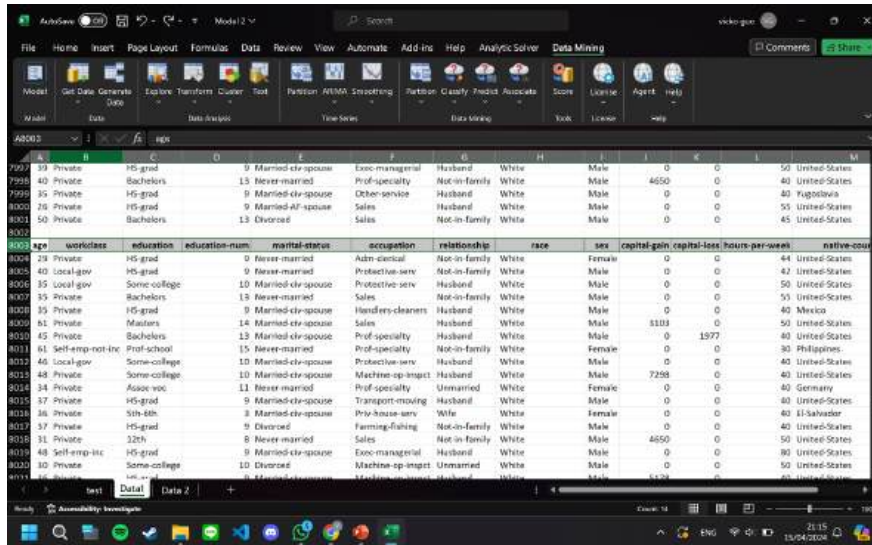 AutoSave Off Model 2 Search vicko-guo
File Home Insert Page Layout Formulas Data Review View Automate Add-ins Help Analytic Solver Data Mining Comments Share
Model Get Data Generate Data Explore Transform Cluster Text Partition ARIMA Smoothing Partition Classify Predict Associate Score License Agent Help
Model Data Data Analysis Time Series Data Mining Tools License Help
A8003 fx age
A B C D E F G H I J K L M
7997 39 Private HS-grad 9 Married-civ-spouse Exec-managerial Husband White Male 0 0 50 United-States
7998 40 Private Bachelors 13 Never-married Prof-specialty Not-in-family White Male 4650 0 40 United-States
7999 35 Private HS-grad 9 Married-civ-spouse Other-service Husband White Male 0 0 40 Yugoslavia
8000 26 Private HS-grad 9 Married-AF-spouse Sales Husband White Male 0 0 55 United-States
8001 50 Private Bachelors 13 Divorced Sales Not-in-family White Male 0 0 45 United-States
8002
8003 age workclass education education-num marital-status occupation relationship race sex capital-gain capital-loss hours-per-week native-coun
8004 29 Private HS-grad 9 Never-married Adm-clerical Not-in-family White Female 0 0 44 United-States
8005 40 Local-gov HS-grad 9 Never-married Protective-serv Not-in-family White Male 0 0 42 United-States
8006 35 Local-gov Some-college 10 Married-civ-spouse Protective-serv Husband White Male 0 0 50 United-States
8007 35 Private Bachelors 13 Never-married Sales Not-in-family White Male 0 0 55 United-States
8008 35 Private HS-grad 9 Married-civ-spouse Handlers-cleaners Husband White Male 0 0 40 Mexico
8009 61 Private Masters 14 Married-civ-spouse Sales Husband White Male 3103 0 50 United-States
8010 45 Private Bachelors 13 Married-civ-spouse Prof-specialty Husband White Male 0 1977 40 United-States
8011 61 Self-emp-not-inc Prof-school 15 Never-married Prof-specialty Not-in-family White Female 0 0 30 Philippines
8012 46 Local-gov Some-college 10 Married-civ-spouse Protective-serv Husband White Male 0 0 40 United-States
8013 48 Private Some-college 10 Married-civ-spouse Machine-op-inspct Husband White Male 7298 0 50 United-States
8014 34 Private Assoc-voc 11 Never-married Prof-specialty Unmarried White Female 0 0 40 Germany
8015 37 Private HS-grad 9 Married-civ-spouse Transport-moving Husband White Male 0 0 40 United-States
8016 36 Private 5th-6th 3 Married-civ-spouse Priv-house-serv Wife White Female 0 0 40 El-Salvador
8017 57 Private HS-grad 9 Divorced Farming-fishing Not-in-family White Male 0 0 40 United-States
8018 31 Private 12th 8 Never-married Sales Not-in-family White Male 4650 0 50 United-States
8019 48 Self-emp-inc HS-grad 9 Married-civ-spouse Exec-managerial Husband White Male 0 0 80 United-States
8020 30 Private Some-college 10 Divorced Machine-op-inspct Unmarried White Male 0 0 50 United-States
test Data1 Data 2
Ready Accessibility: Investigate Count: 14
ENG 21:15
15/04/2024